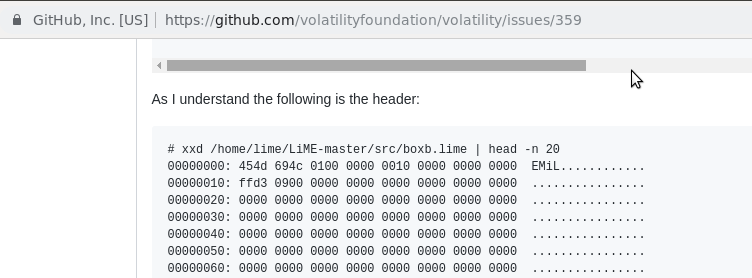 GitHub, Inc. [US] https://github.com/volatilityfoundation/volatility/issues/359
As I understand the following is the header:
# xxd /home/lime/LiME-master/src/boxb.lime | head -n 20
00000000: 454d 694c 0100 0000 0010 0000 0000 0000  EMiL............
00000010: ffd3 0900 0000 0000 0000 0000 0000 0000  ................
00000020: 0000 0000 0000 0000 0000 0000 0000 0000  ................
00000030: 0000 0000 0000 0000 0000 0000 0000 0000  ................
00000040: 0000 0000 0000 0000 0000 0000 0000 0000  ................
00000050: 0000 0000 0000 0000 0000 0000 0000 0000  ................
00000060: 0000 0000 0000 0000 0000 0000 0000 0000  ................